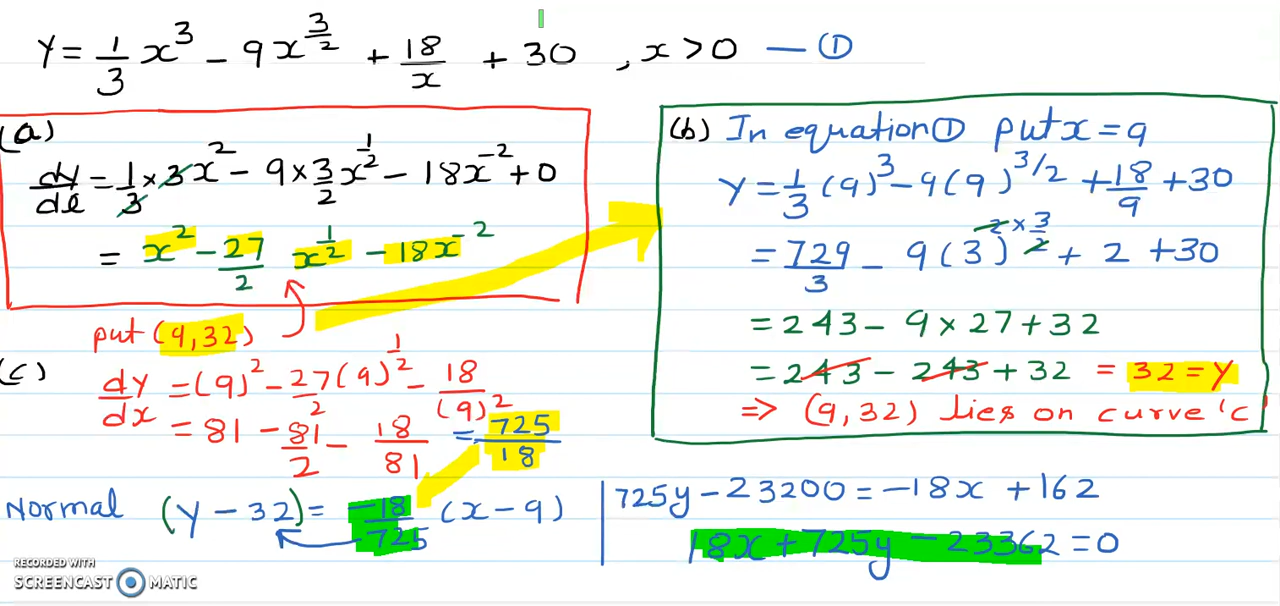 Y = 1/3 x^3 - 9x^(3/2) + 18/x + 30 , x > 0 — ①
(a)
dy/dx = 1/3 × 3x^2 - 9 × 3/2 x^(1/2) - 18x^-2 + 0
= x^2 - 27/2 x^(1/2) - 18x^-2
put (9,32)
(b) In equation ① put x = 9
Y = 1/3 (9)^3 - 9(9)^(3/2) + 18/9 + 30
= 729/3 - 9(3)^(2 × 3/2) + 2 + 30
= 243 - 9 × 27 + 32
= 243 - 243 + 32 = 32 = Y
⇒ (9,32) lies on curve 'C'
(c)
dy/dx = (9)^2 - 27/2 (9)^(1/2) - 18/(9)^2
= 81 - 81/2 - 18/81 = 725/18
Normal (y - 32) = -18/725 (x - 9)
725y - 23200 = -18x + 162
18x + 725y - 23362 = 0
RECORDED WITH
SCREENCAST MATIC